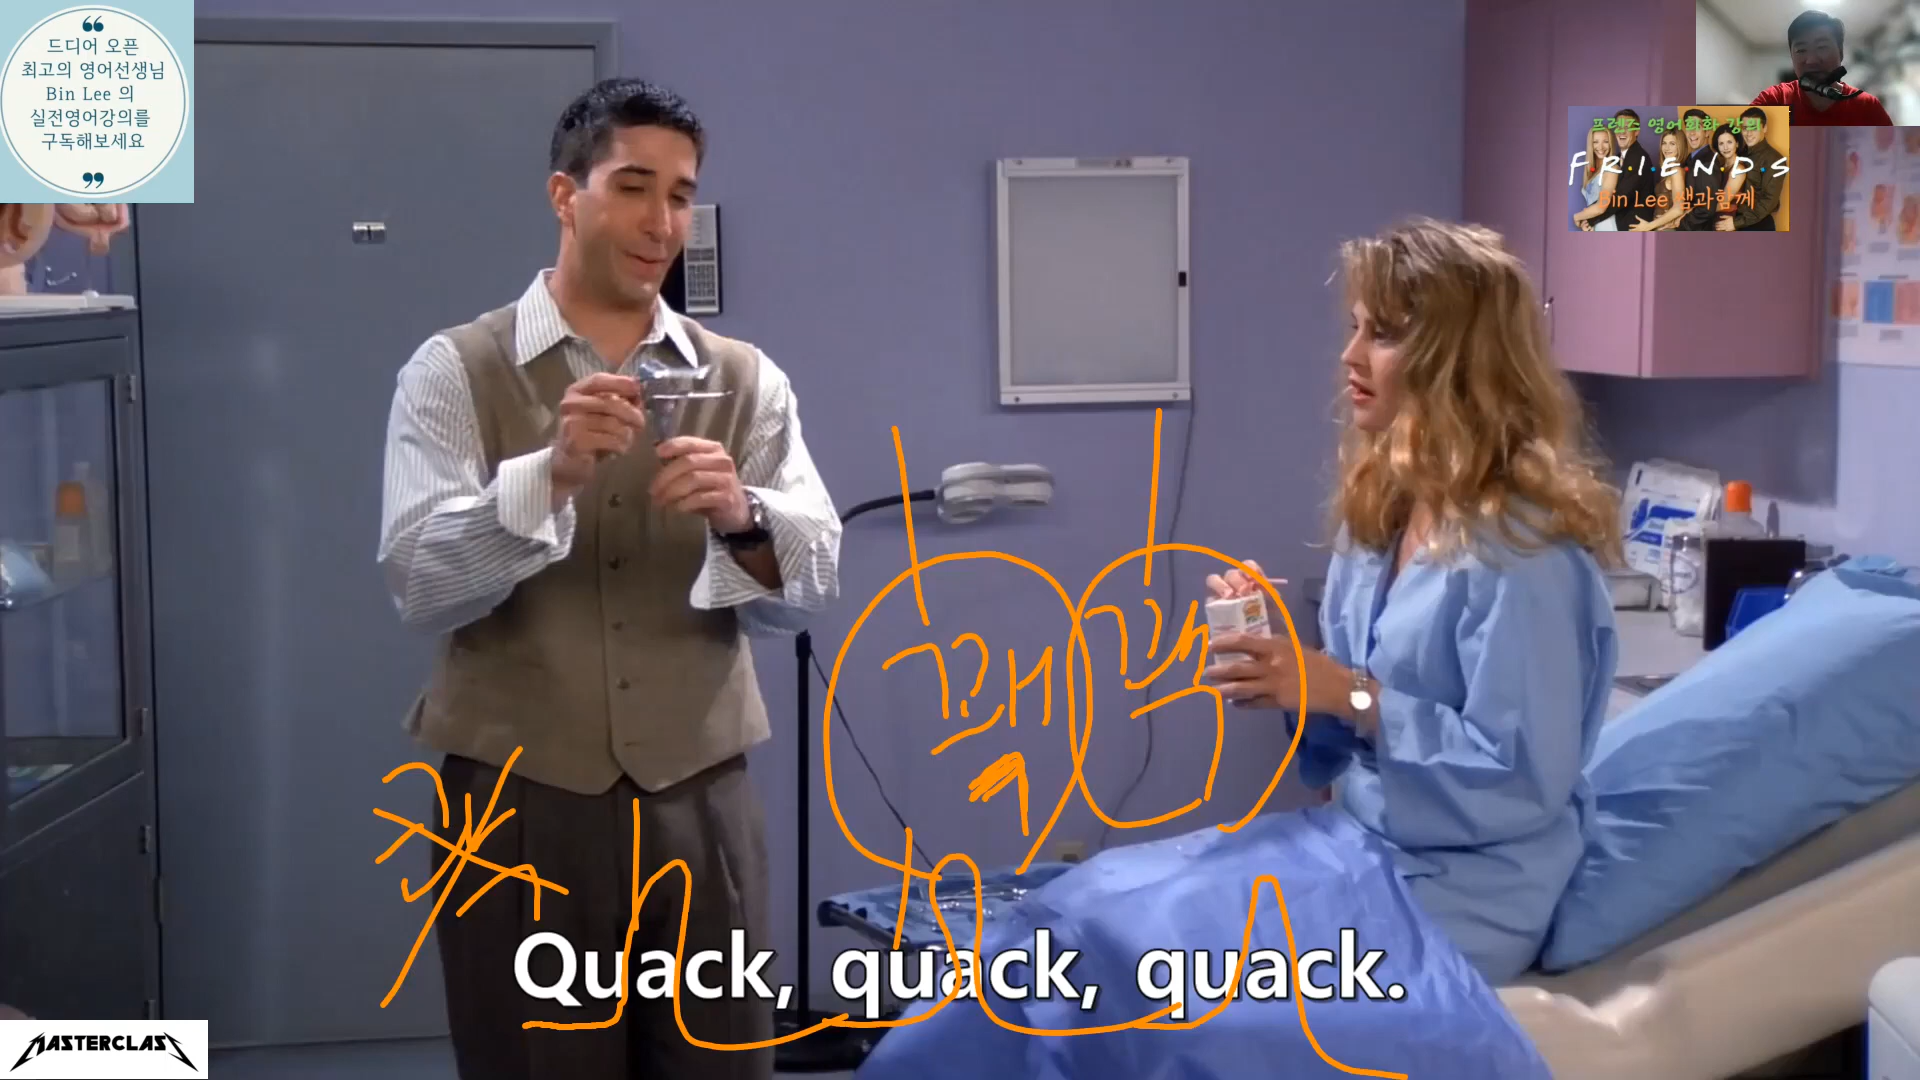 ❝
드디어 오픈
최고의 영어선생님
Bin Lee 의
실전영어강의를
구독해보세요
❞
프렌즈 영어회화 강의
F·R·I·E·N·D·S
Bin Lee 쌤과함께
꽥 꽥
Quack, quack, quack.
MASTERCLASS